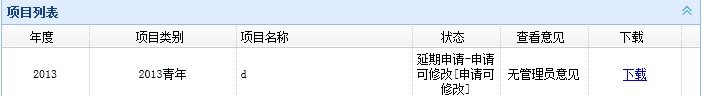 项目列表
年度 项目类别 项目名称 状态 查看意见 下载
2013 2013青年 d 延期申请-申请可修改[申请可修改] 无管理员意见 下载